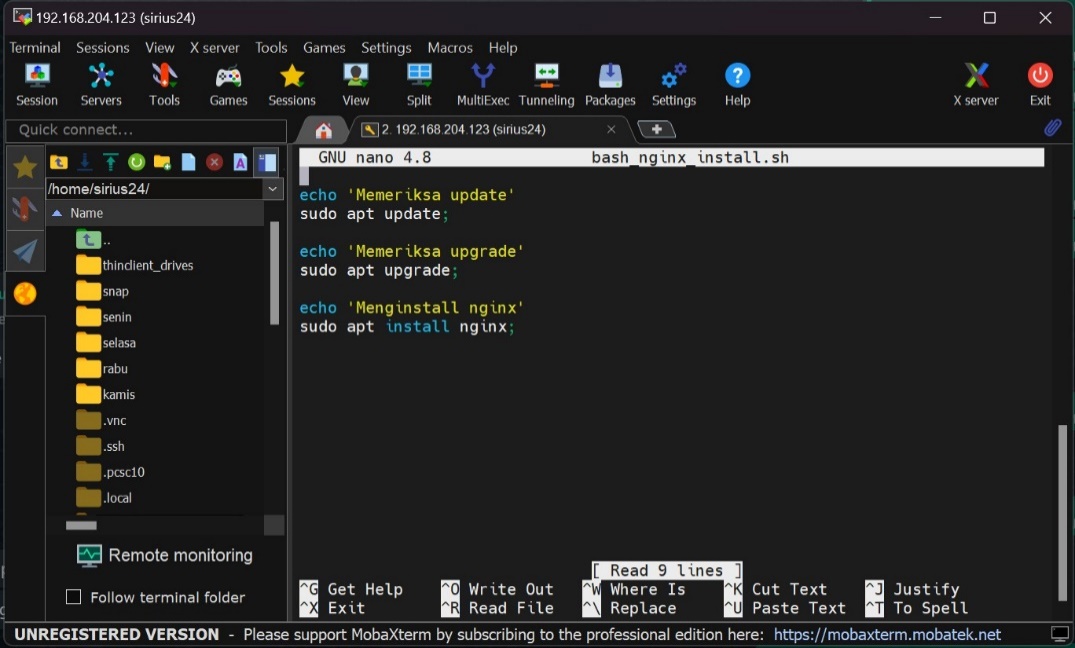 192.168.204.123 (sirius24)
Terminal Sessions View X server Tools Games Settings Macros Help
Session Servers Tools Games Sessions View Split MultiExec Tunneling Packages Settings Help X server Exit
Quick connect...
2. 192.168.204.123 (sirius24)
/home/sirius24/
Name
..
thinclient_drives
snap
senin
selasa
rabu
kamis
.vnc
.ssh
.pcsc10
.local
Remote monitoring
Follow terminal folder
GNU nano 4.8 bash_nginx_install.sh
echo 'Memeriksa update'
sudo apt update;
echo 'Memeriksa upgrade'
sudo apt upgrade;
echo 'Menginstall nginx'
sudo apt install nginx;
[ Read 9 lines ]
^G Get Help ^O Write Out ^W Where Is ^K Cut Text ^J Justify
^X Exit ^R Read File ^\ Replace ^U Paste Text ^T To Spell
UNREGISTERED VERSION - Please support MobaXterm by subscribing to the professional edition here: https://mobaxterm.mobatek.net